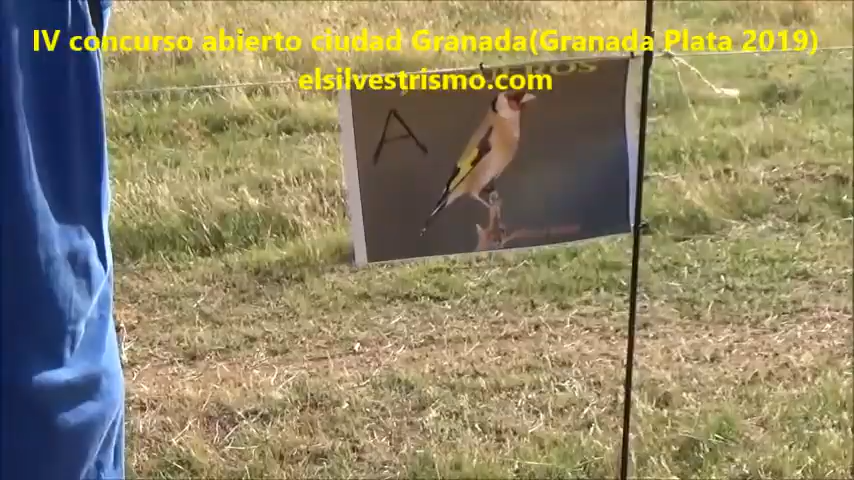 IV concurso abierto ciudad Granada(Granada Plata 2019)
elsilvestrismo.com
A